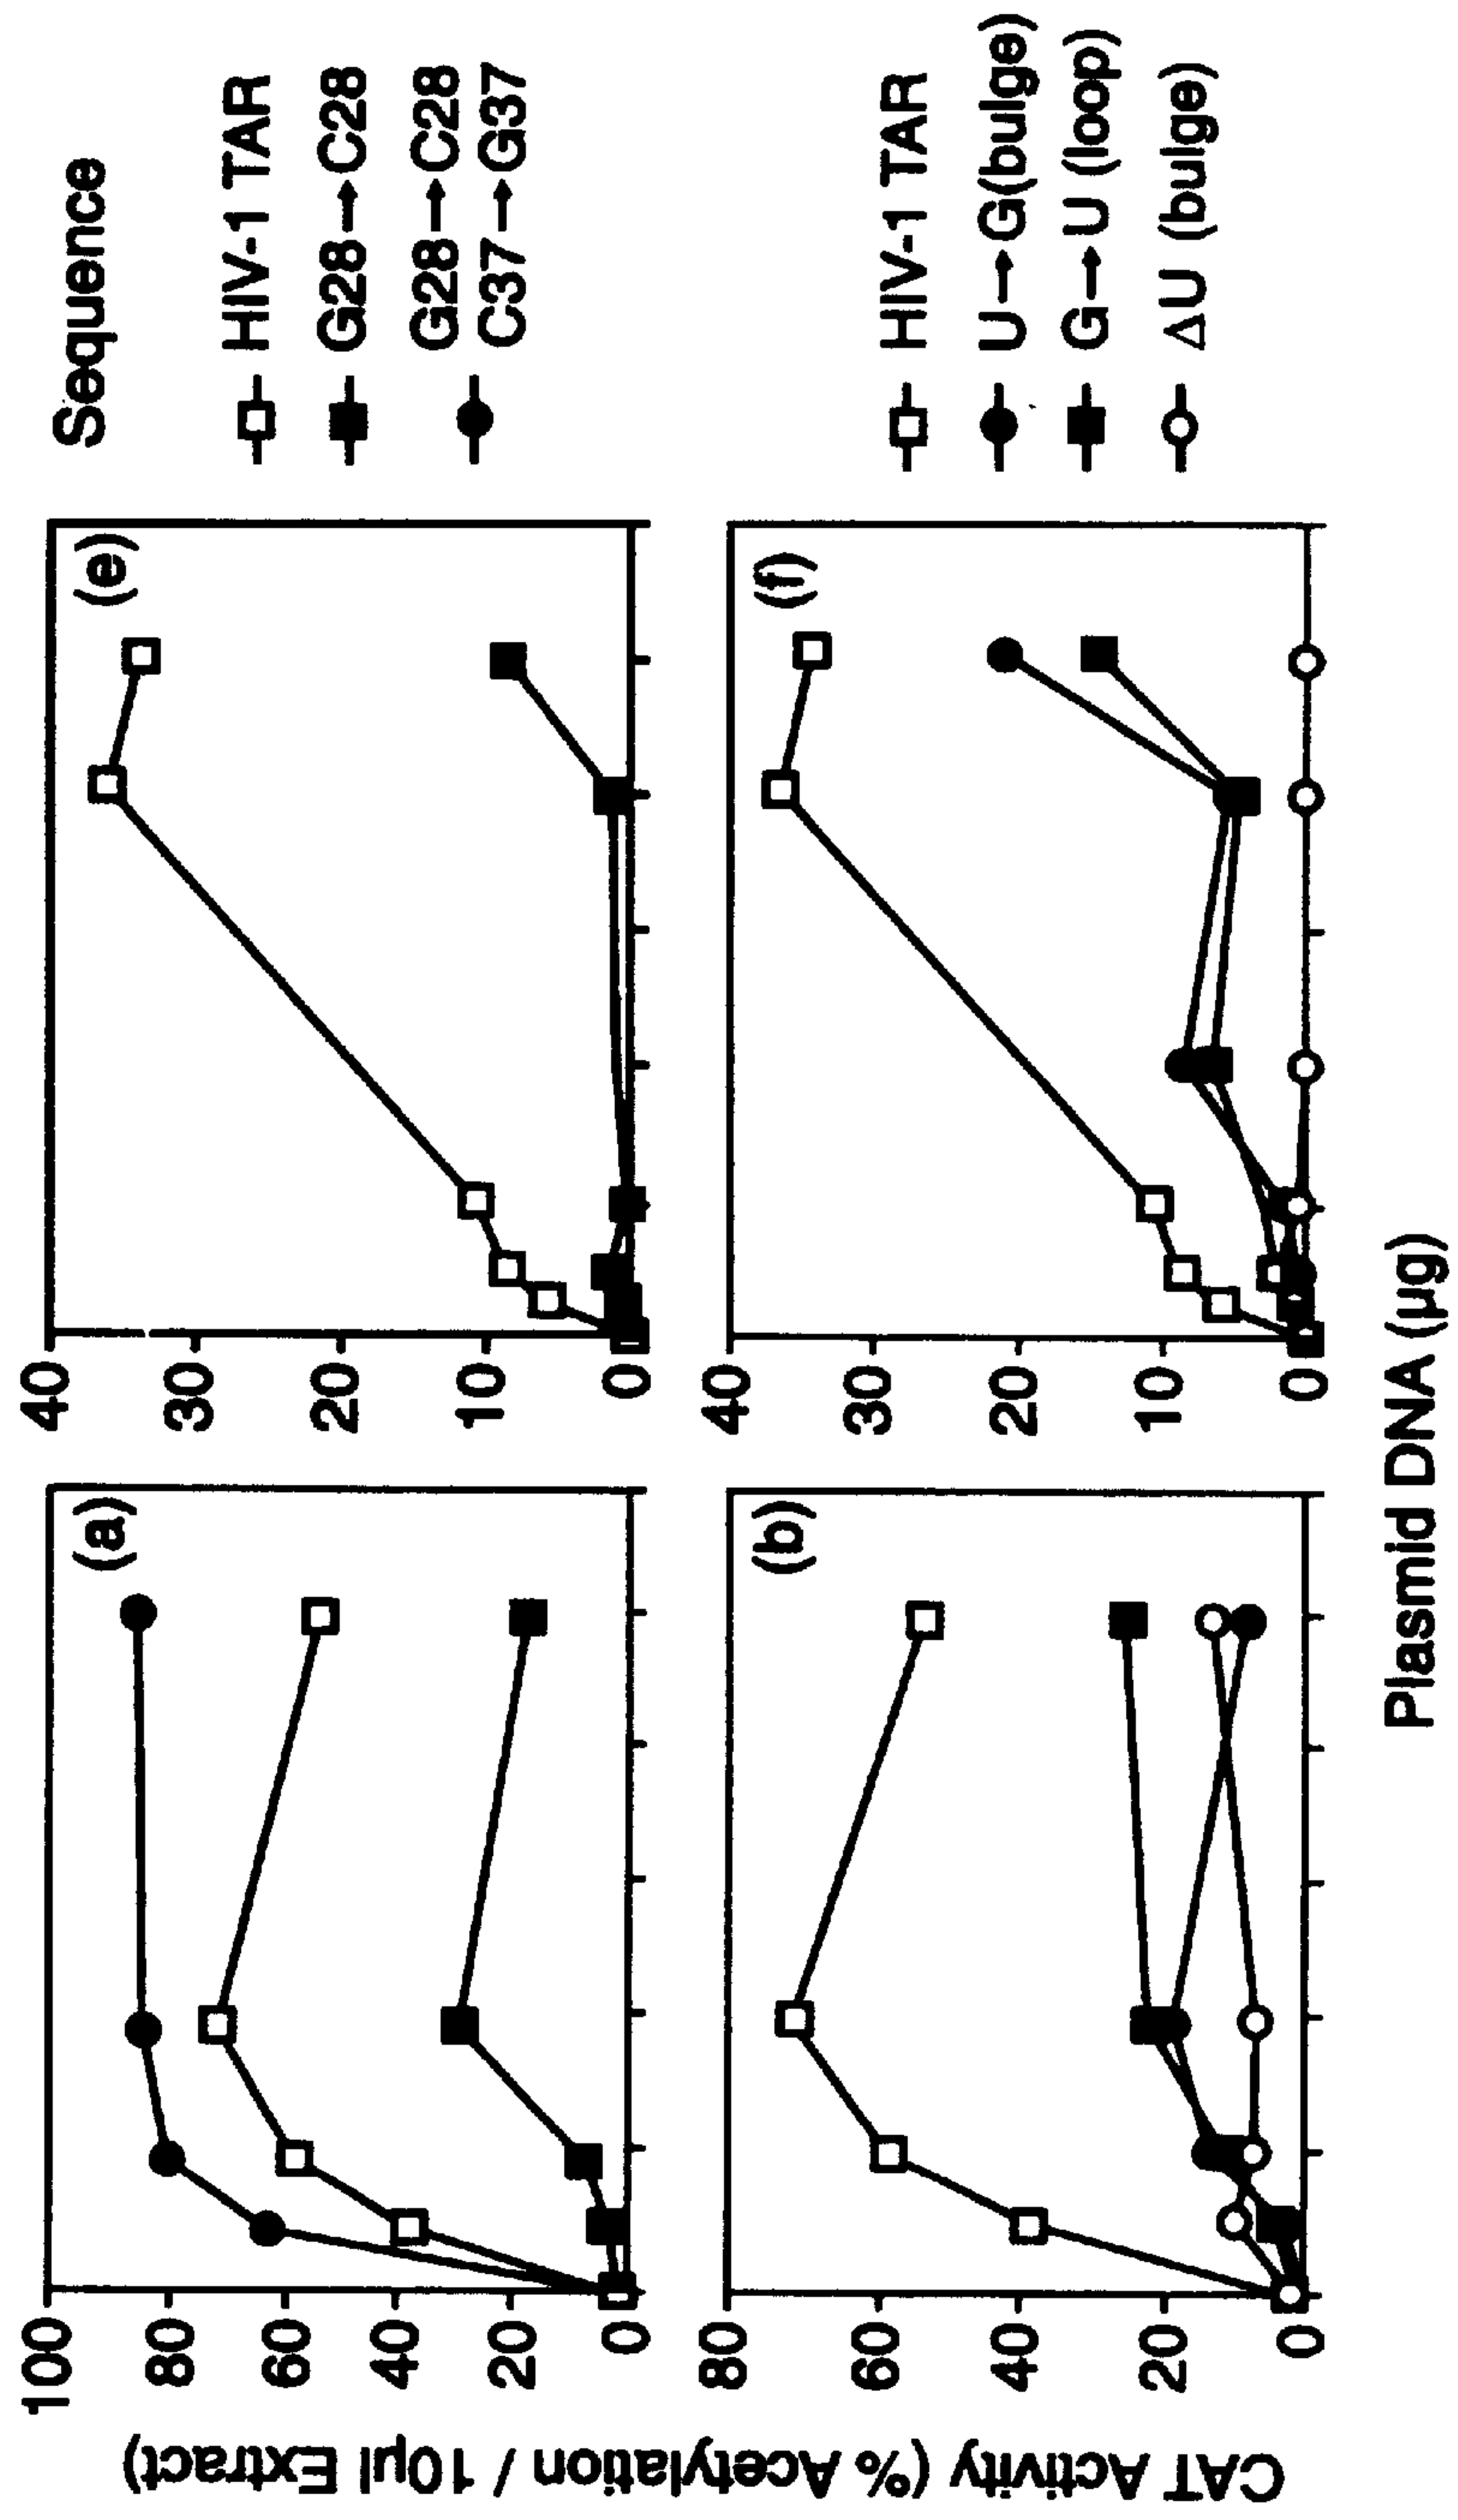 CAT Activity (% Acetylation / 10µl Extract)
100
80
60
40
20
0
(a)
40
30
20
10
0
(e)
Sequence
HIV-1 TAR
G28→C28
G28→C28
C37→G37
80
60
40
20
0
(b)
40
30
20
10
0
(f)
HIV-1 TAR
U→G(bulge)
G→U (loop)
ΔU (bulge)
Plasmid DNA (µg)